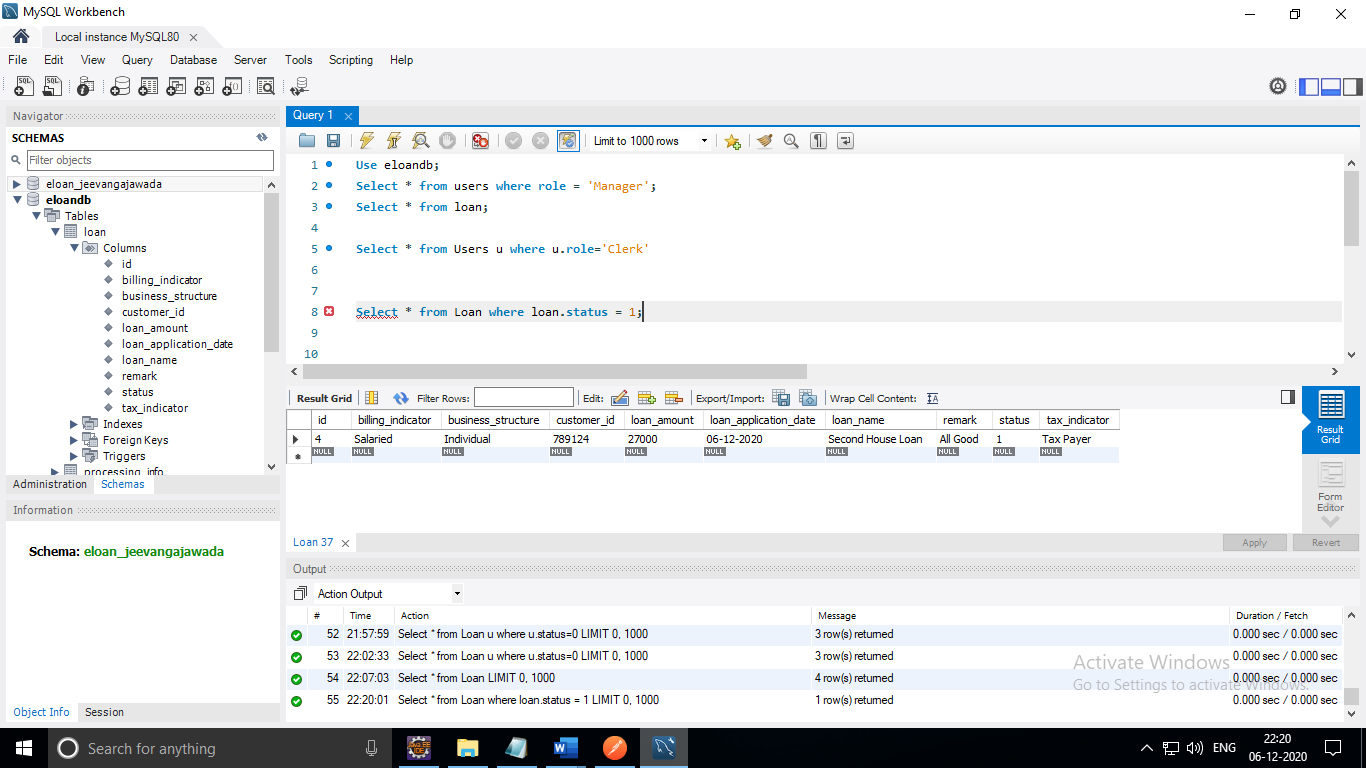 MySQL Workbench
Local instance MySQL80
File Edit View Query Database Server Tools Scripting Help
Navigator
SCHEMAS
Filter objects
eloan_jeevangajawada
eloandb
Tables
loan
Columns
id
billing_indicator
business_structure
customer_id
loan_amount
loan_application_date
loan_name
remark
status
tax_indicator
Indexes
Foreign Keys
Triggers
processing_info
Administration Schemas
Information
Schema: eloan_jeevangajawada
Object Info Session
Query 1
Limit to 1000 rows
1 Use eloandb;
2 Select * from users where role = 'Manager';
3 Select * from loan;
4
5 Select * from Users u where u.role='Clerk'
6
7
8 Select * from Loan where loan.status = 1;
9
10
Result Grid Filter Rows: Edit: Export/Import: Wrap Cell Content:
id billing_indicator business_structure customer_id loan_amount loan_application_date loan_name remark status tax_indicator
4 Salaried Individual 789124 27000 06-12-2020 Second House Loan All Good 1 Tax Payer
NULL NULL NULL NULL NULL NULL NULL NULL NULL NULL
Result Grid
Form Editor
Loan 37
Apply Revert
Output
Action Output
# Time Action Message Duration / Fetch
52 21:57:59 Select * from Loan u where u.status=0 LIMIT 0, 1000 3 row(s) returned 0.000 sec / 0.000 sec
53 22:02:33 Select * from Loan u where u.status=0 LIMIT 0, 1000 3 row(s) returned 0.000 sec / 0.000 sec
54 22:07:03 Select * from Loan LIMIT 0, 1000 4 row(s) returned 0.000 sec / 0.000 sec
55 22:20:01 Select * from Loan where loan.status = 1 LIMIT 0, 1000 1 row(s) returned 0.000 sec / 0.000 sec
Activate Windows
Go to Settings to activate Windows.
Search for anything
ENG
22:20
06-12-2020